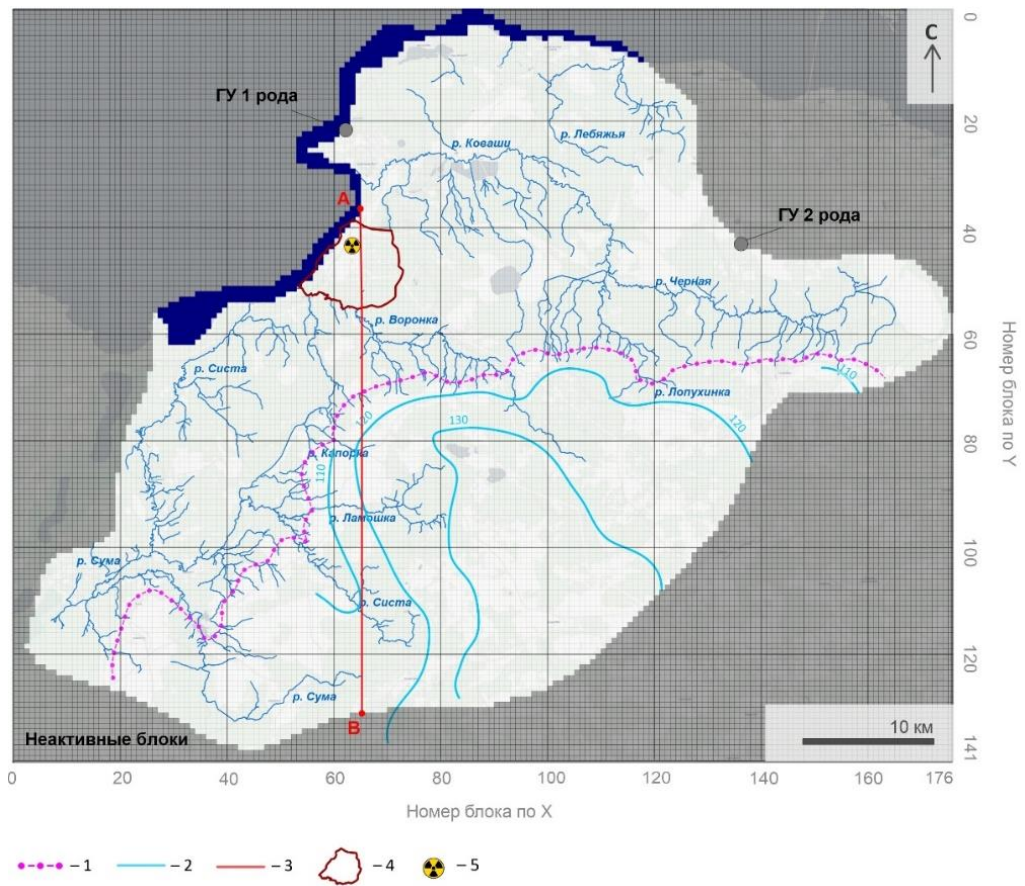 0
С
ГУ 1 рода
р. Лебяжья
20
р. Коваши
A
ГУ 2 рода
40
р. Черная
р. Воронка
60
р. Систа
110
р. Лопухинка
120
130
120
80
р. Капорка
110
р. Ламошка
100
р. Сума
р. Систа
120
р. Сума
B
10 км
Неактивные блоки
141
Номер блока по Y
0 20 40 60 80 100 120 140 160 176
Номер блока по X
– 1 – 2 – 3 – 4 – 5